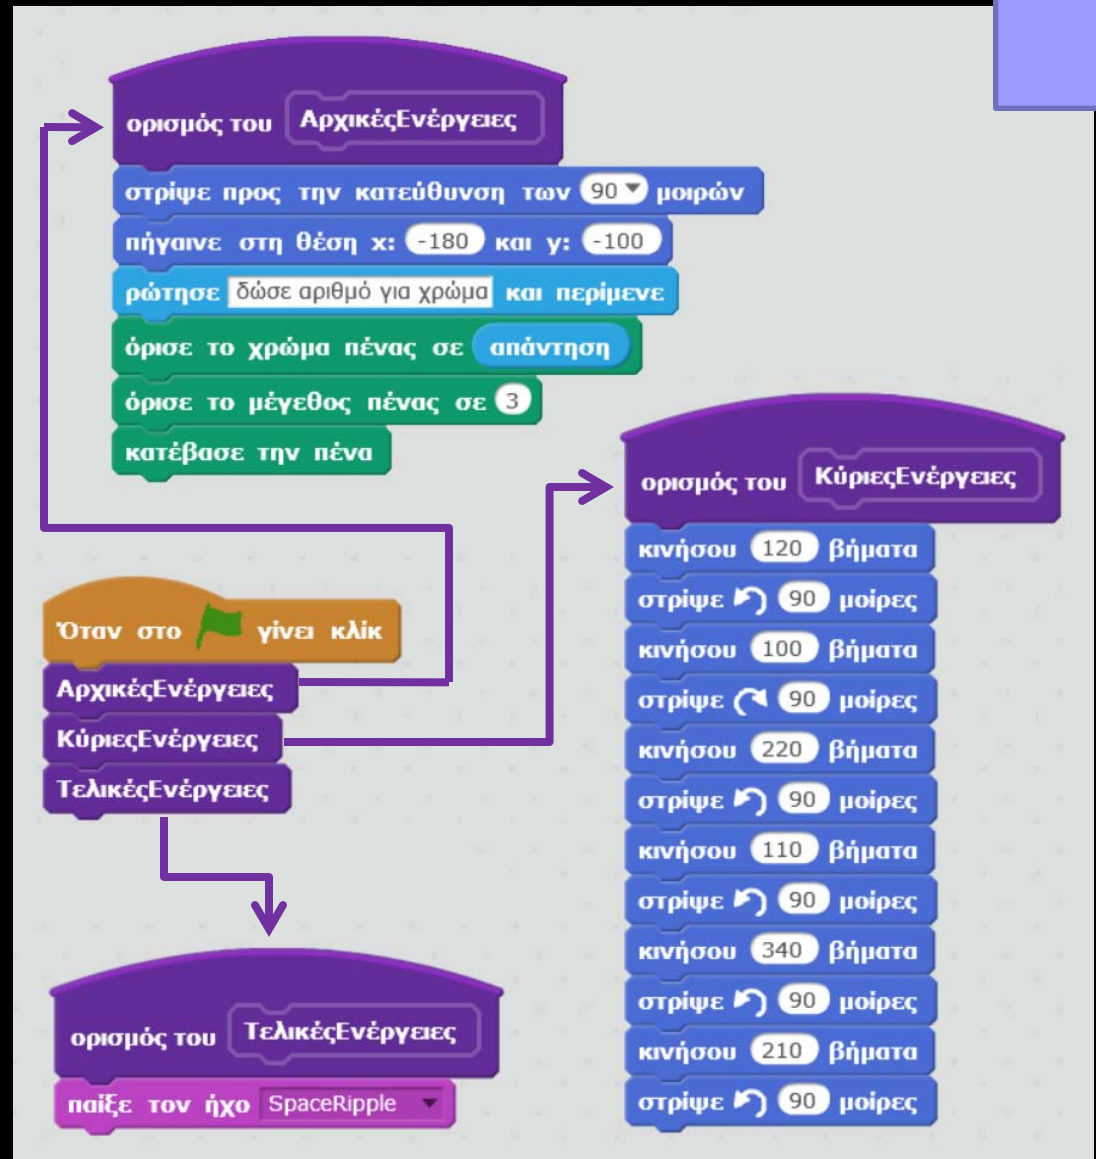 ορισμός του ΑρχικέςΕνέργειες
στρίψε προς την κατεύθυνση των 90 μοιρών
πήγαινε στη θέση x: -180 και y: -100
ρώτησε δώσε αριθμό για χρώμα και περίμενε
όρισε το χρώμα πένας σε απάντηση
όρισε το μέγεθος πένας σε 3
κατέβασε την πένα
Όταν στο γίνει κλίκ
ΑρχικέςΕνέργειες
ΚύριεςΕνέργειες
ΤελικέςΕνέργειες
ορισμός του ΤελικέςΕνέργειες
παίξε τον ήχο SpaceRipple
ορισμός του ΚύριεςΕνέργειες
κινήσου 120 βήματα
στρίψε 90 μοίρες
κινήσου 100 βήματα
στρίψε 90 μοίρες
κινήσου 220 βήματα
στρίψε 90 μοίρες
κινήσου 110 βήματα
στρίψε 90 μοίρες
κινήσου 340 βήματα
στρίψε 90 μοίρες
κινήσου 210 βήματα
στρίψε 90 μοίρες